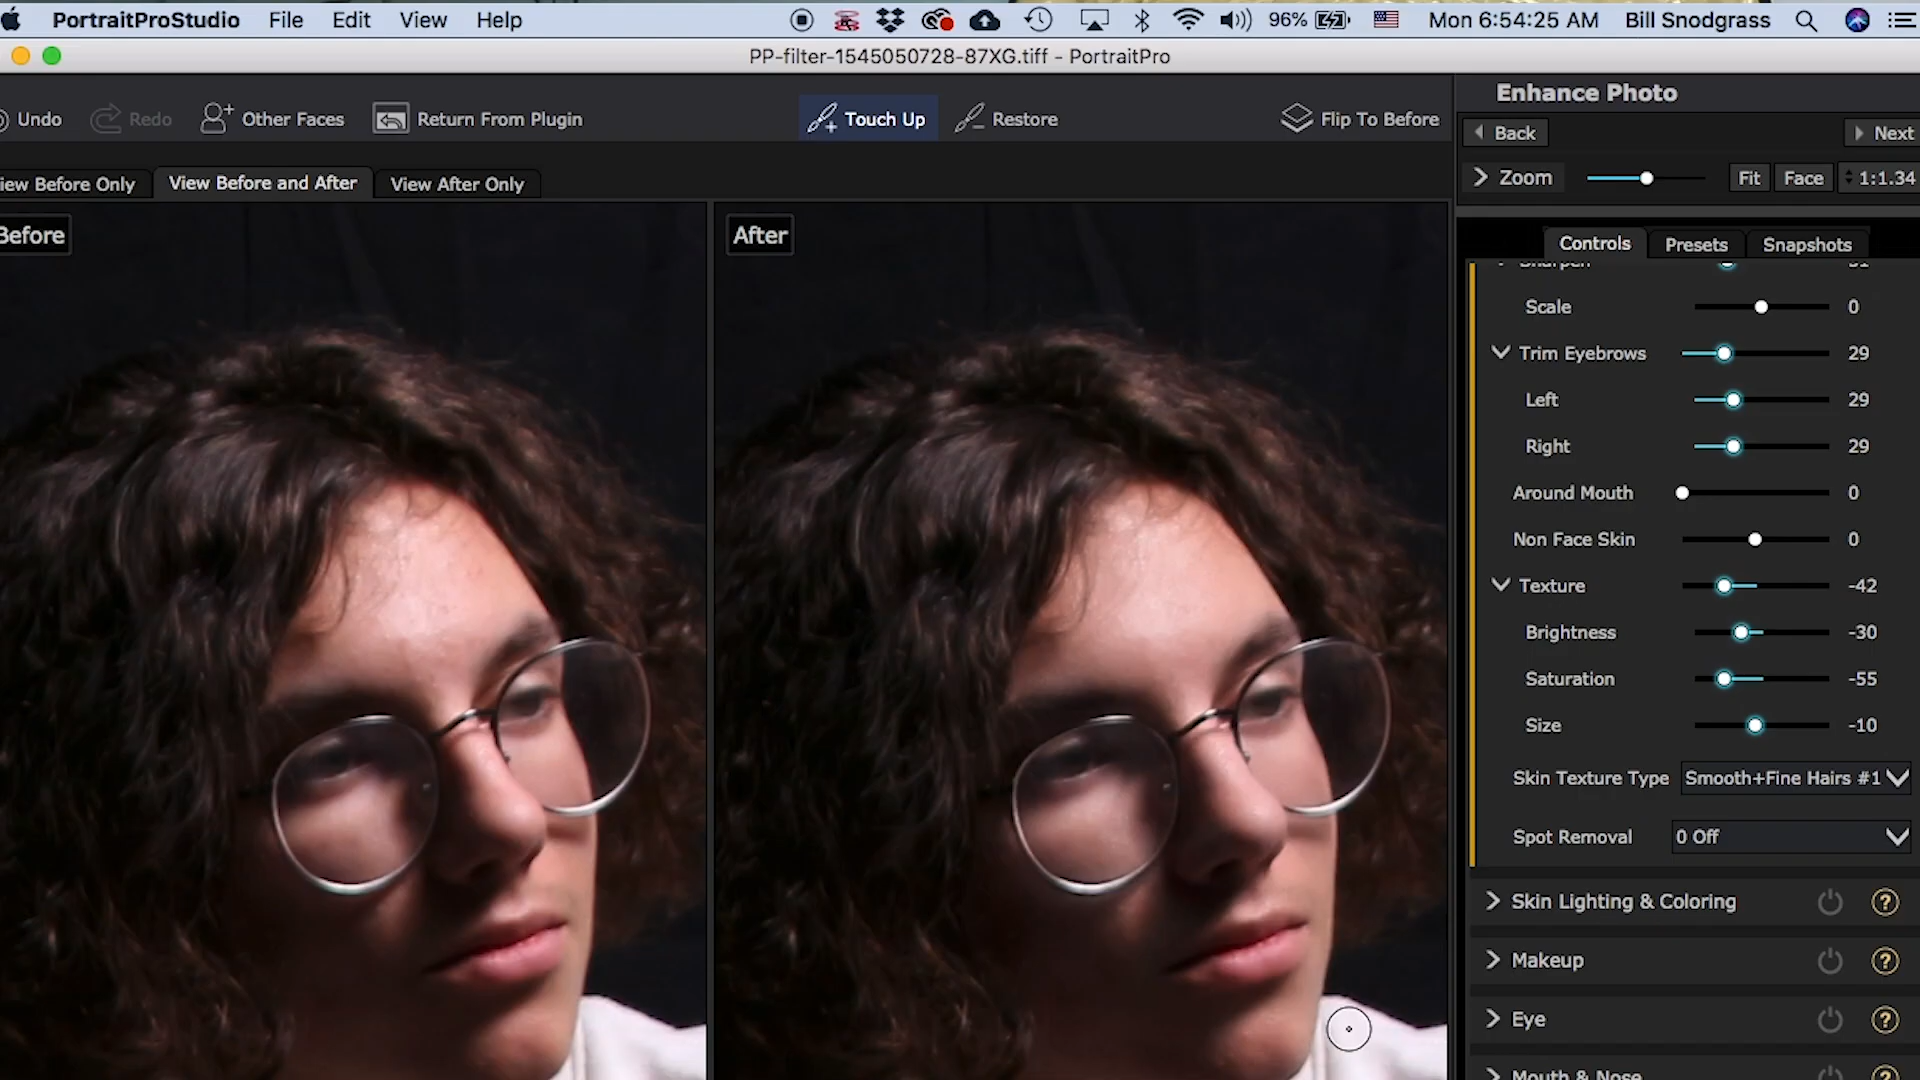 PortraitProStudio File Edit View Help 96% Mon 6:54:25 AM Bill Snodgrass
PP-filter-1545050728-87XG.tiff - PortraitPro
Undo Redo Other Faces Return From Plugin Touch Up Restore Flip To Before
Enhance Photo
Back Next
iew Before Only View Before and After View After Only
Zoom Fit Face 1:1.34
Before After
Controls Presets Snapshots
Sharpen
Scale 0
Trim Eyebrows 29
Left 29
Right 29
Around Mouth 0
Non Face Skin 0
Texture -42
Brightness -30
Saturation -55
Size -10
Skin Texture Type Smooth+Fine Hairs #1
Spot Removal 0 Off
Skin Lighting & Coloring ?
Makeup ?
Eye ?
Mouth & Nose